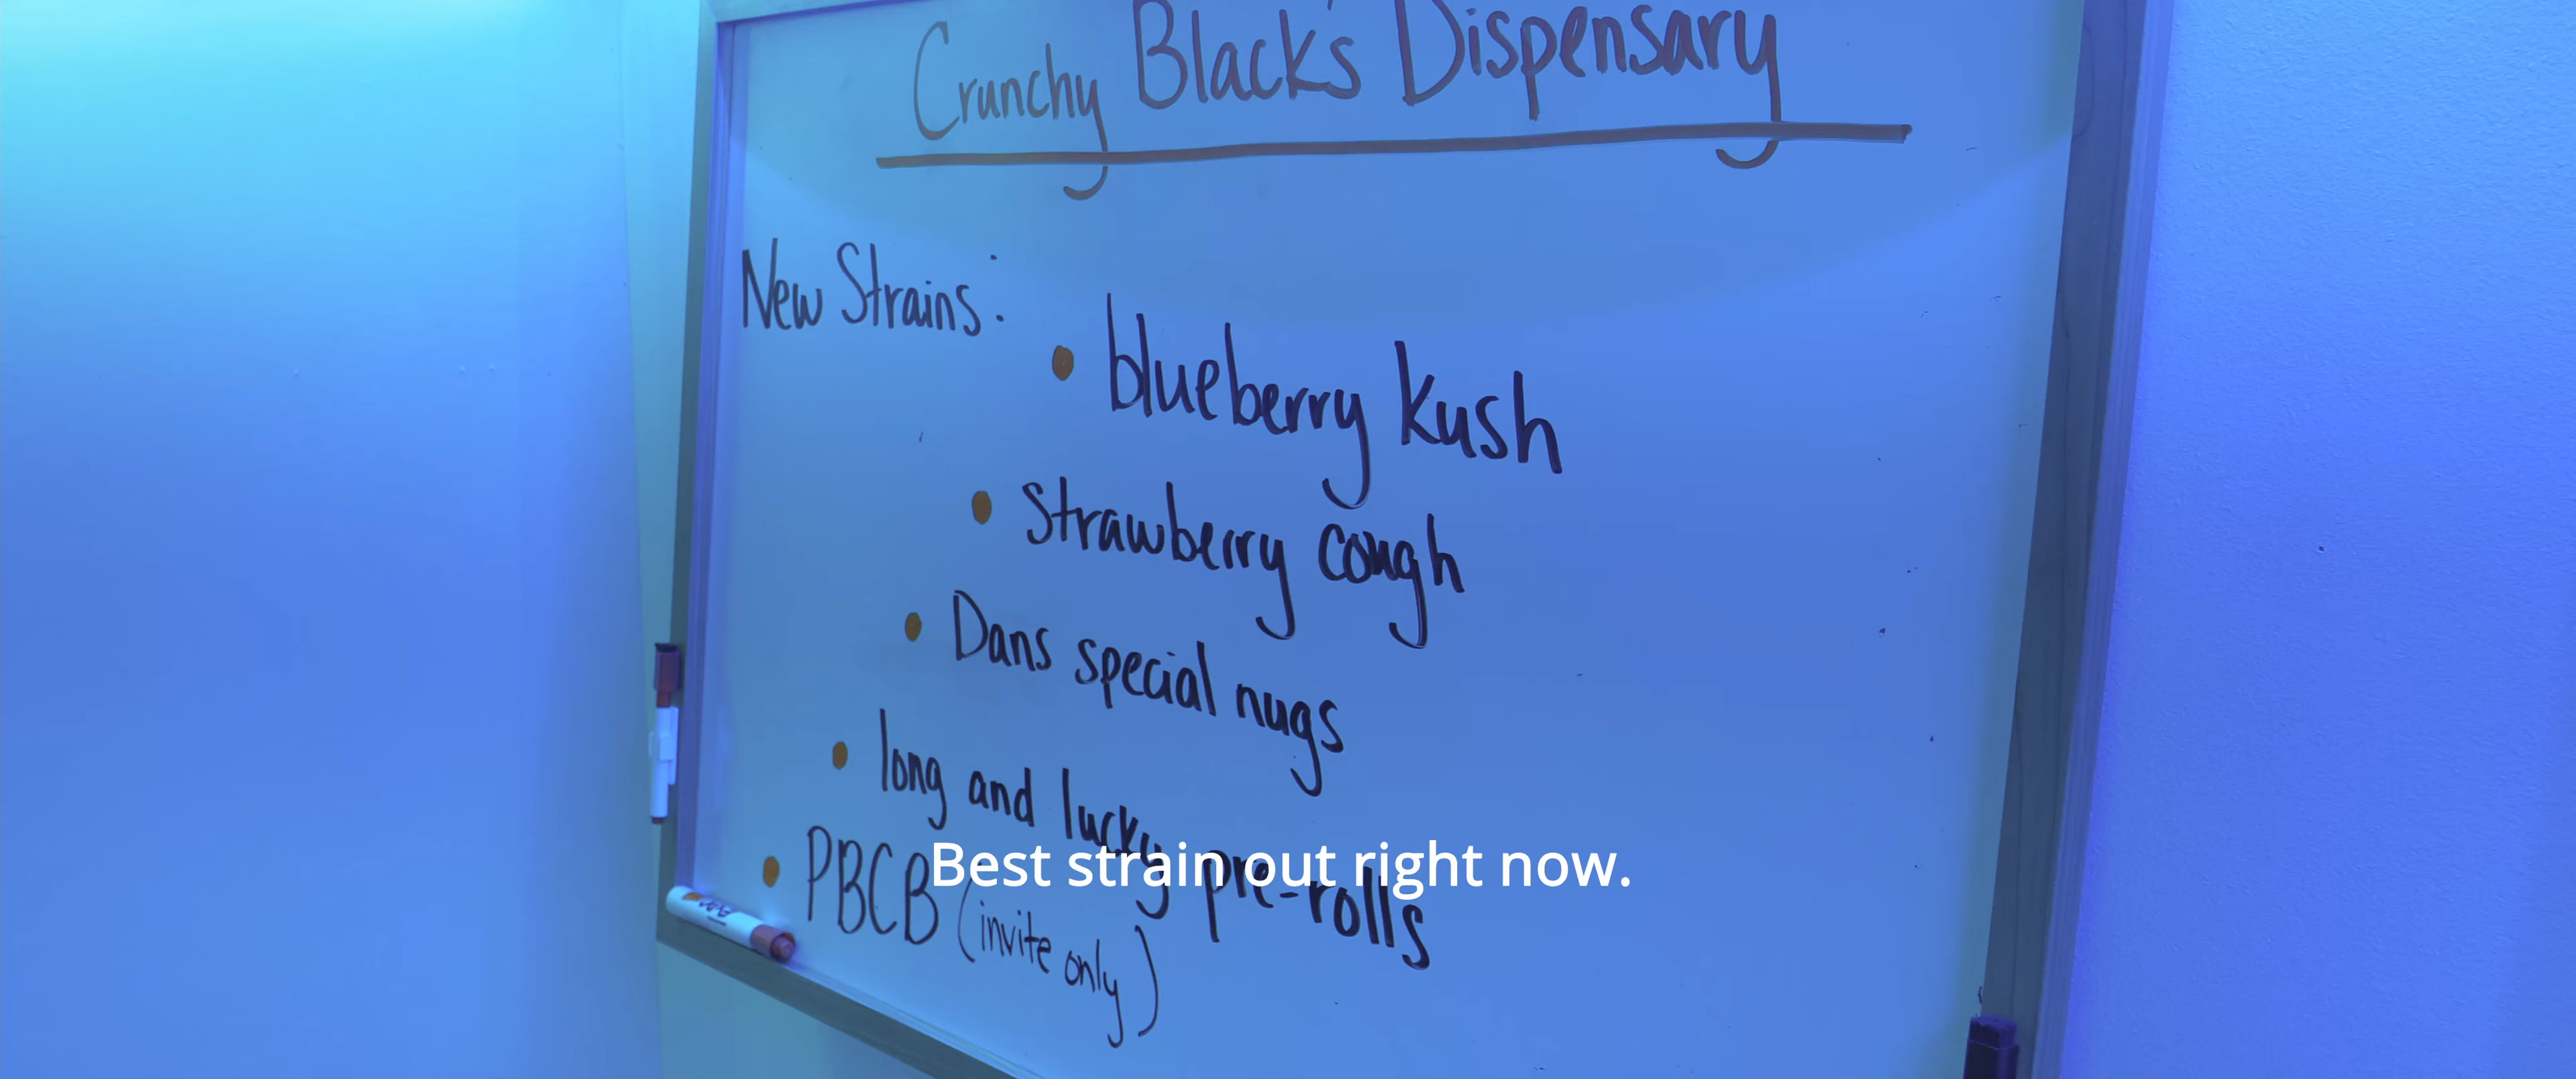 Crunchy Black's Dispensary
New Strains:
• blueberry kush
• Strawberry cough
• Dans special nugs
• long and lucky pre-rolls
• PBCB (invite only)
Best strain out right now.